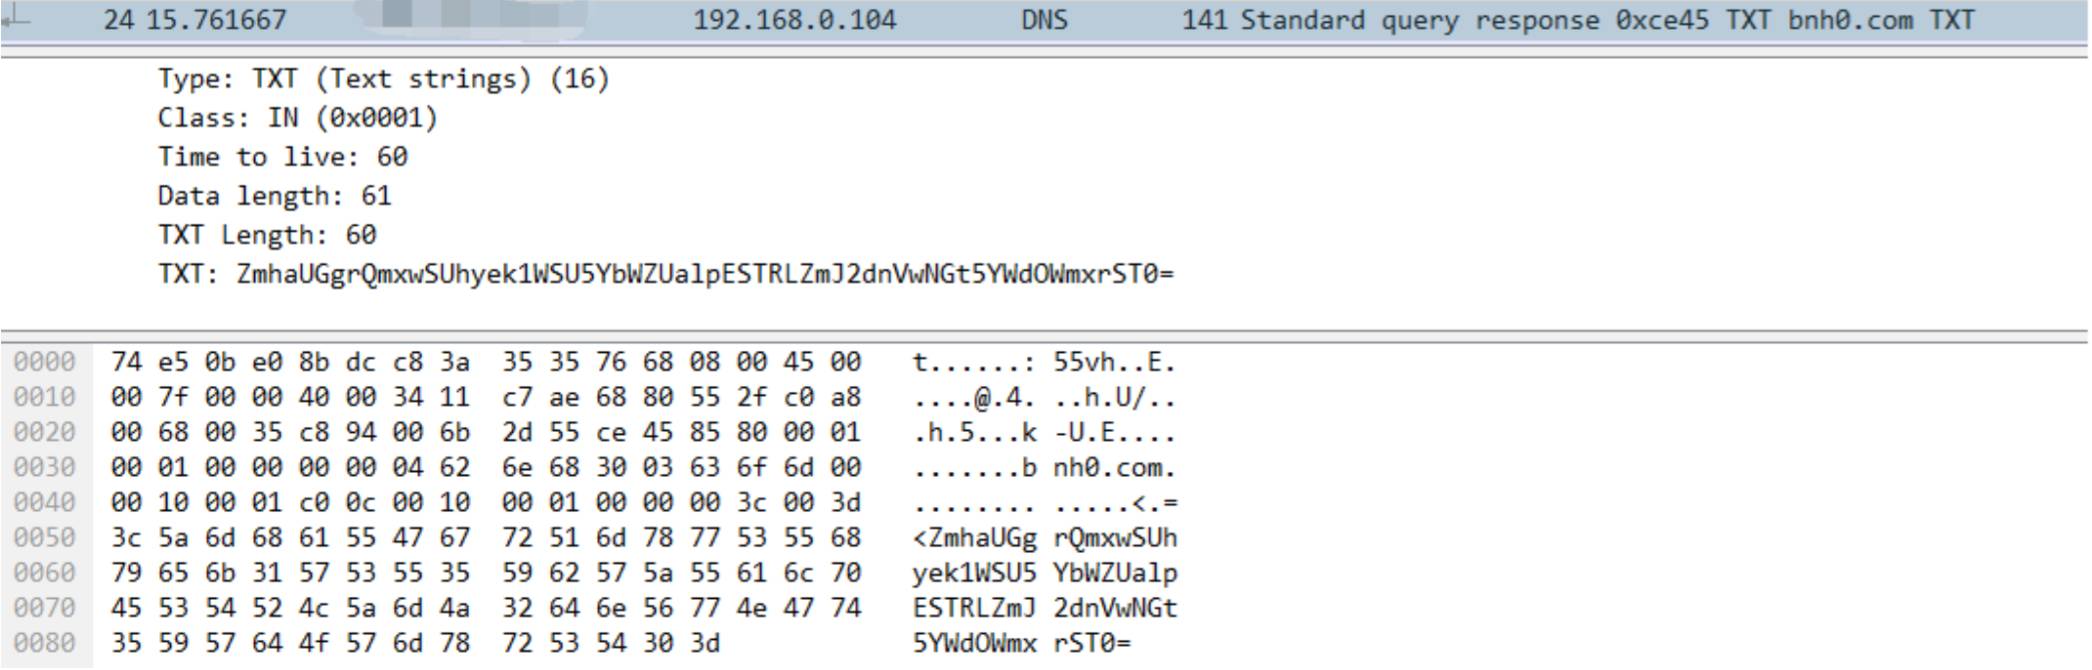 24 15.761667 192.168.0.104 DNS 141 Standard query response 0xce45 TXT bnh0.com TXT
Type: TXT (Text strings) (16)
Class: IN (0x0001)
Time to live: 60
Data length: 61
TXT Length: 60
TXT: ZmhaUGgrQmxwSUhyek1WSU5YbWZUalpESTRLZmJ2dnVwNGt5YWdOWmxrST0=
0000 74 e5 0b e0 8b dc c8 3a 35 35 76 68 08 00 45 00 t......: 55vh..E.
0010 00 7f 00 00 40 00 34 11 c7 ae 68 80 55 2f c0 a8 ....@.4. ..h.U/..
0020 00 68 00 35 c8 94 00 6b 2d 55 ce 45 85 80 00 01 .h.5...k -U.E....
0030 00 01 00 00 00 00 04 62 6e 68 30 03 63 6f 6d 00 .......b nh0.com.
0040 00 10 00 01 c0 0c 00 10 00 01 00 00 00 3c 00 3d ........ .....<.=
0050 3c 5a 6d 68 61 55 47 67 72 51 6d 78 77 53 55 68 <ZmhaUGg rQmxwSUh
0060 79 65 6b 31 57 53 55 35 59 62 57 5a 55 61 6c 70 yek1WSU5 YbWZUalp
0070 45 53 54 52 4c 5a 6d 4a 32 64 6e 56 77 4e 47 74 ESTRLZmJ 2dnVwNGt
0080 35 59 57 64 4f 57 6d 78 72 53 54 30 3d 5YWdOWmx rST0=